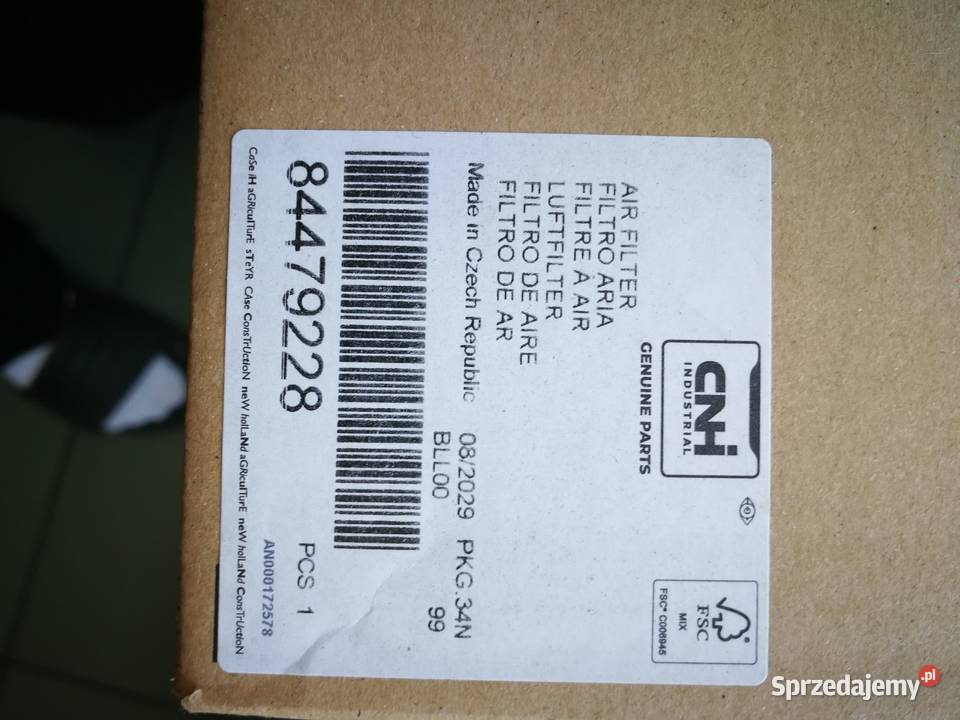 CNH
INDUSTRIAL
GENUINE PARTS
FSC
MIX
FSC® C006945
AIR FILTER
FILTRO ARIA
FILTRE À AIR
LUFTFILTER
FILTRO DE AIRE
FILTRO DE AR
Made in Czech Republic 08/2029 PKG.34N
BLL00 99
84479228 PCS 1
AN000172578
CaSe iH aGRiculTurE sTeYR CAse ConsTrUctioN neW holLaNd aGRiculTurE neW holLaNd ConsTrUctioN
Sprzedajemy.pl